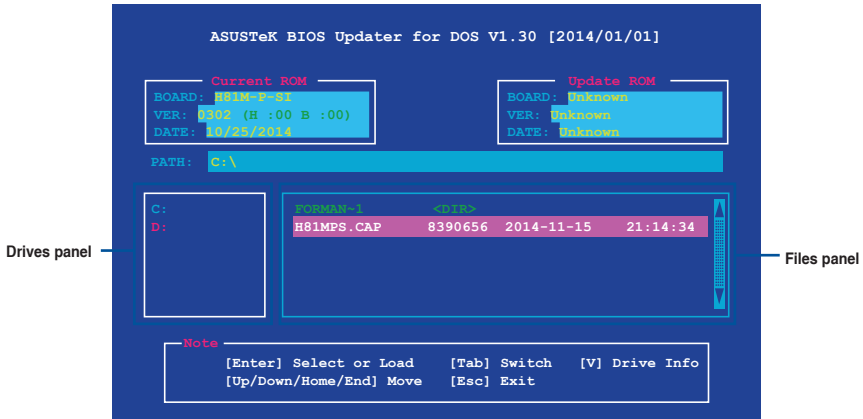 ASUSTeK BIOS Updater for DOS V1.30 [2014/01/01]
Current ROM
BOARD: H81M-P-SI
VER: 0302 (H :00 B :00)
DATE: 10/25/2014
Update ROM
BOARD: Unknown
VER: Unknown
DATE: Unknown
PATH: C:\
C:
D:
FORMAN~1 <DIR>
H81MPS.CAP 8390656 2014-11-15 21:14:34
Drives panel
Files panel
Note
[Enter] Select or Load [Tab] Switch [V] Drive Info
[Up/Down/Home/End] Move [Esc] Exit